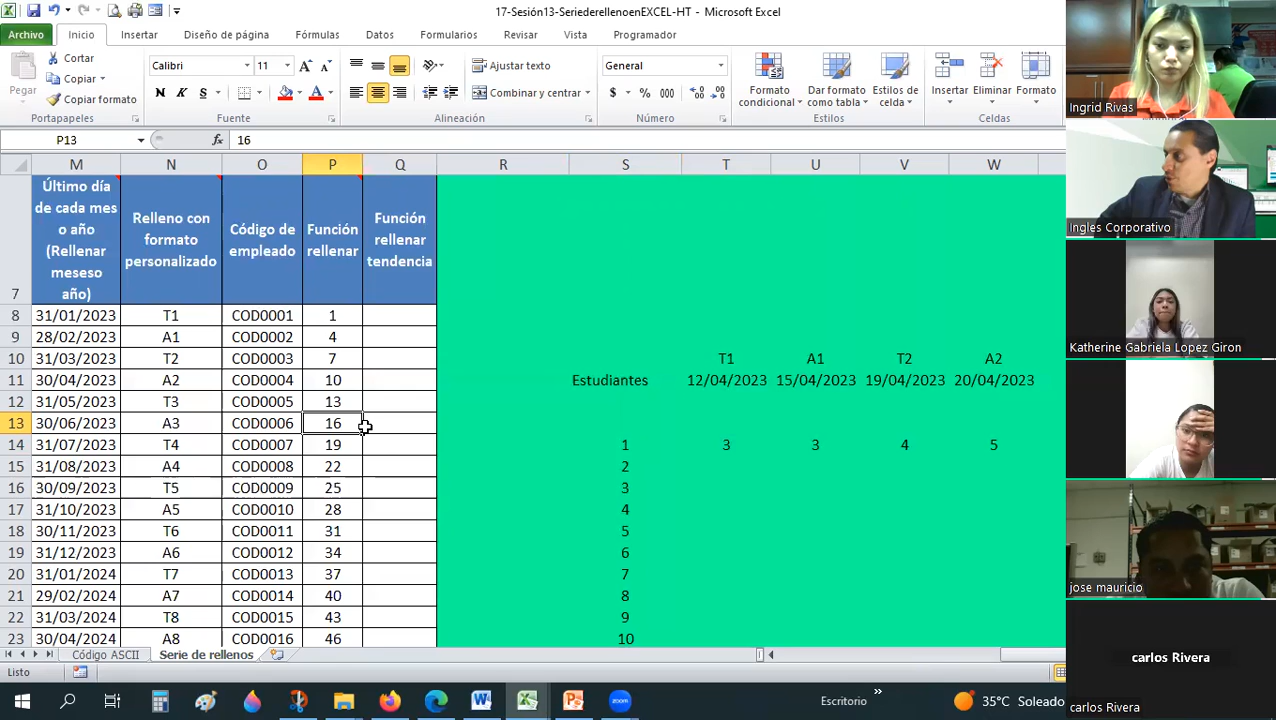 17-Sesión13-SeriederellenoenEXCEL-HT - Microsoft Excel
Archivo Inicio Insertar Diseño de página Fórmulas Datos Formularios Revisar Vista Programador
Pegar
Cortar
Copiar
Copiar formato
Portapapeles
Calibri 11
N K S
Fuente
Ajustar texto
Combinar y centrar
Alineación
General
$ % 000
Número
Formato condicional
Dar formato como tabla
Estilos de celda
Estilos
Insertar Eliminar Formato
Celdas
P13 fx 16
M N O P Q R S T U V W
7
Último día de cada mes o año (Rellenar meseso año)
Relleno con formato personalizado
Código de empleado
Función rellenar
Función rellenar tendencia
8 31/01/2023 T1 COD0001 1
9 28/02/2023 A1 COD0002 4
10 31/03/2023 T2 COD0003 7 T1 A1 T2 A2
11 30/04/2023 A2 COD0004 10 Estudiantes 12/04/2023 15/04/2023 19/04/2023 20/04/2023
12 31/05/2023 T3 COD0005 13
13 30/06/2023 A3 COD0006 16
14 31/07/2023 T4 COD0007 19 1 3 3 4 5
15 31/08/2023 A4 COD0008 22 2
16 30/09/2023 T5 COD0009 25 3
17 31/10/2023 A5 COD0010 28 4
18 30/11/2023 T6 COD0011 31 5
19 31/12/2023 A6 COD0012 34 6
20 31/01/2024 T7 COD0013 37 7
21 29/02/2024 A7 COD0014 40 8
22 31/03/2024 T8 COD0015 43 9
23 30/04/2024 A8 COD0016 46 10
Código ASCII Serie de rellenos
Listo
Escritorio » 35°C Soleado
Ingrid Rivas
Ingles Corporativo
Katherine Gabriela Lopez Giron
jose mauricio
carlos Rivera
carlos Rivera